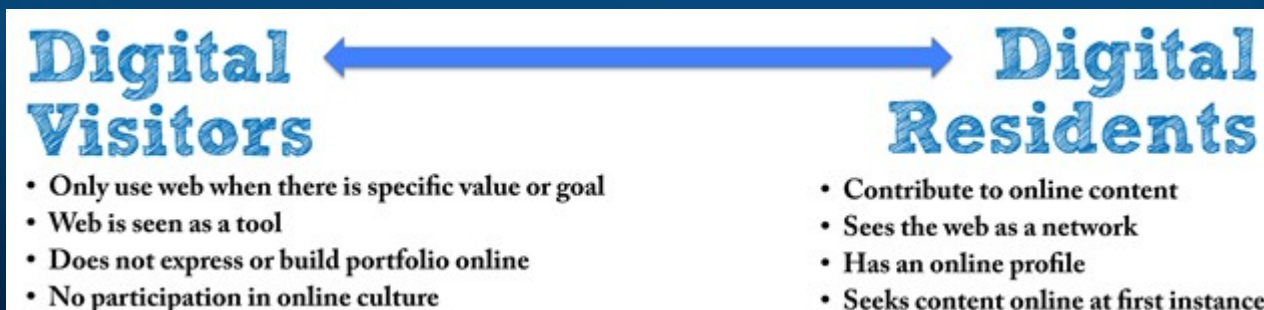 Digital
Visitors
• Only use web when there is specific value or goal
• Web is seen as a tool
• Does not express or build portfolio online
• No participation in online culture
Digital
Residents
• Contribute to online content
• Sees the web as a network
• Has an online profile
• Seeks content online at first instance